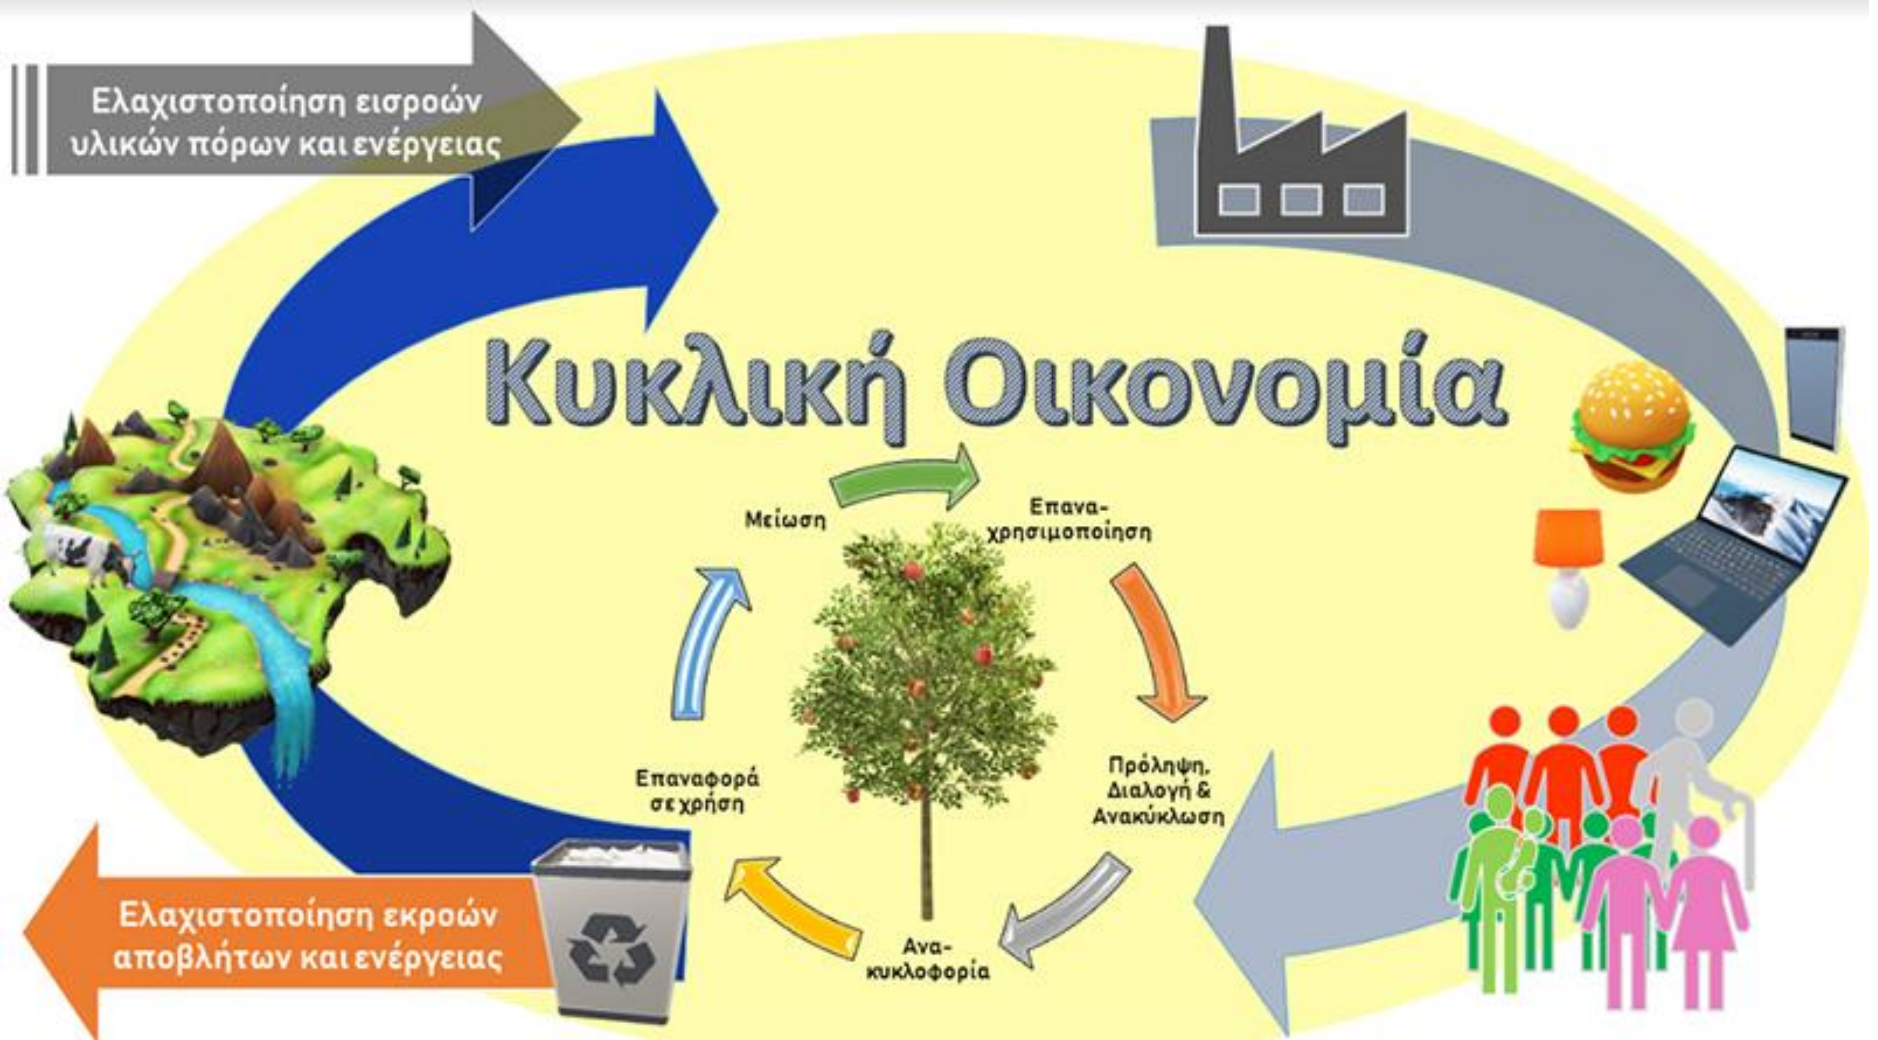 Ελαχιστοποίηση εισροών
υλικών πόρων και ενέργειας
Κυκλική Οικονομία
Μείωση
Επανα-
χρησιμοποίηση
Πρόληψη,
Διαλογή &
Ανακύκλωση
Ανα-
κυκλοφορία
Επαναφορά
σε χρήση
Ελαχιστοποίηση εκροών
αποβλήτων και ενέργειας